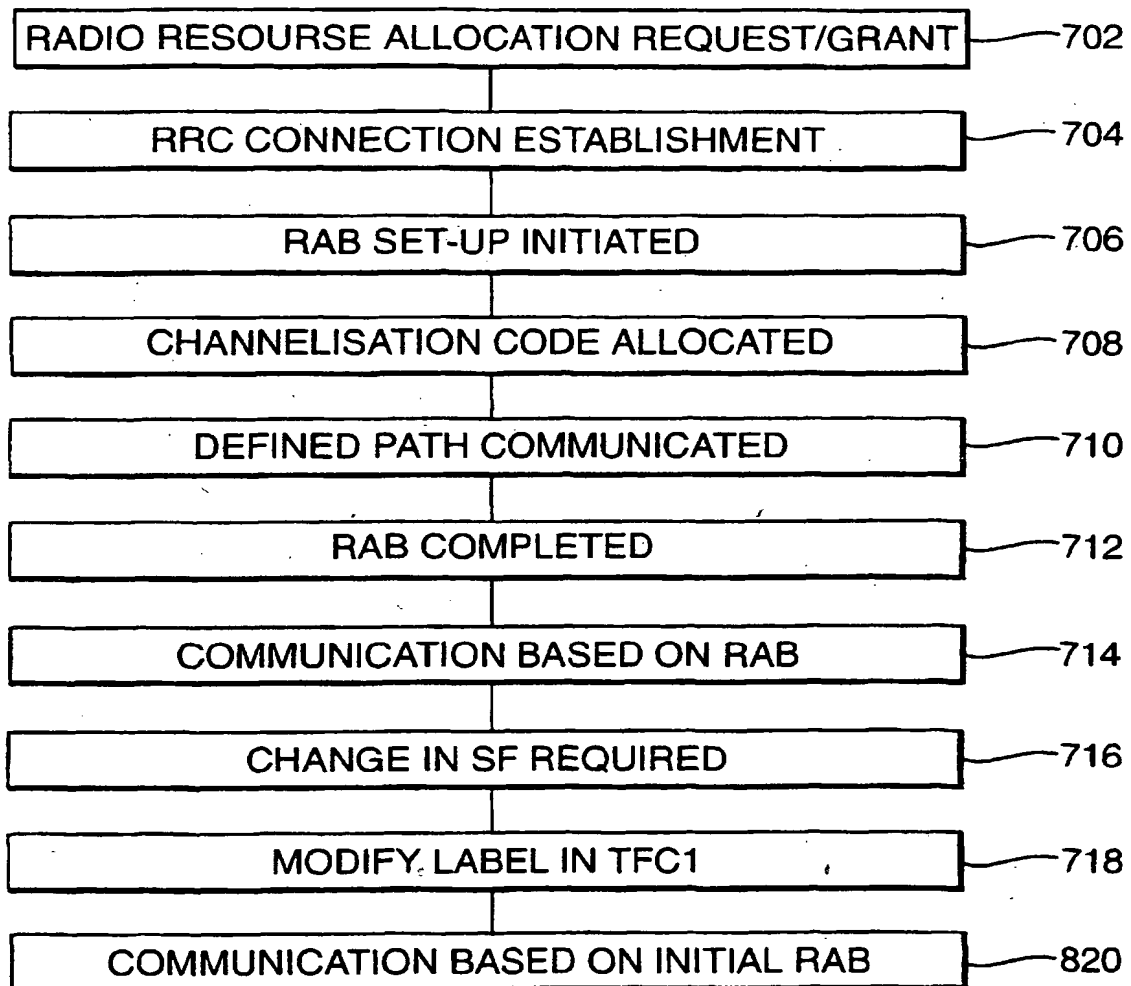 RADIO RESOURSE ALLOCATION REQUEST/GRANT 702
RRC CONNECTION ESTABLISHMENT 704
RAB SET-UP INITIATED 706
CHANNELISATION CODE ALLOCATED 708
DEFINED PATH COMMUNICATED 710
RAB COMPLETED 712
COMMUNICATION BASED ON RAB 714
CHANGE IN SF REQUIRED 716
MODIFY LABEL IN TFC1 718
COMMUNICATION BASED ON INITIAL RAB 820